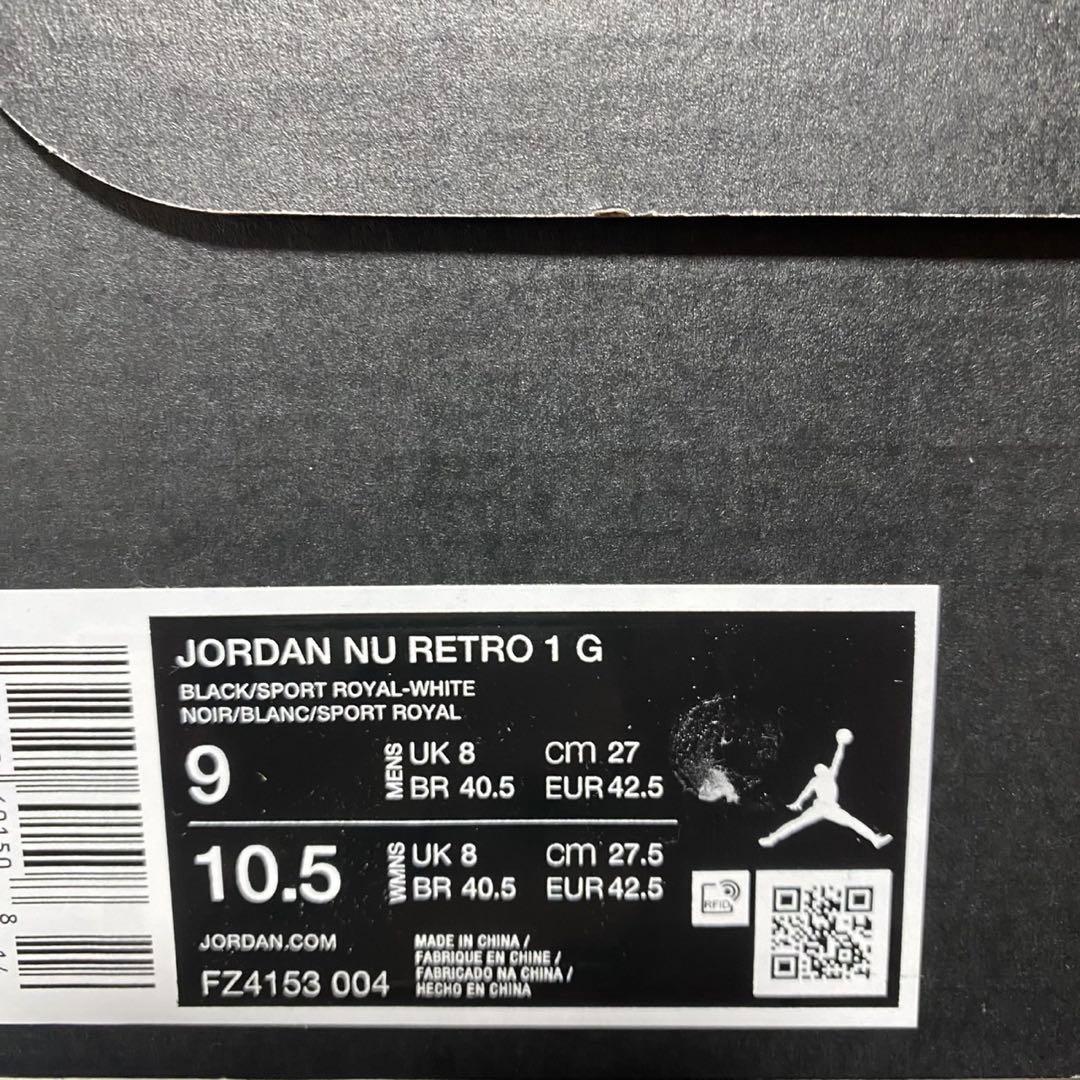 JORDAN NU RETRO 1 G
BLACK/SPORT ROYAL-WHITE
NOIR/BLANC/SPORT ROYAL
9 MENS UK 8 cm 27
BR 40.5 EUR 42.5
10.5 WMNS UK 8 cm 27.5
BR 40.5 EUR 42.5
JORDAN.COM
FZ4153 004
MADE IN CHINA /
FABRIQUE EN CHINE /
FABRICADO NA CHINA /
HECHO EN CHINA
RFID